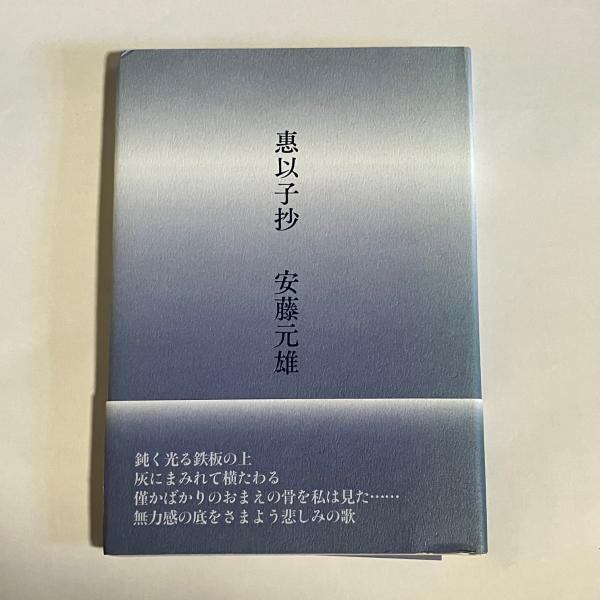 惠以子抄　安藤元雄
鈍く光る鉄板の上
灰にまみれて横たわる
僅かばかりのおまえの骨を私は見た……
無力感の底をさまよう悲しみの歌